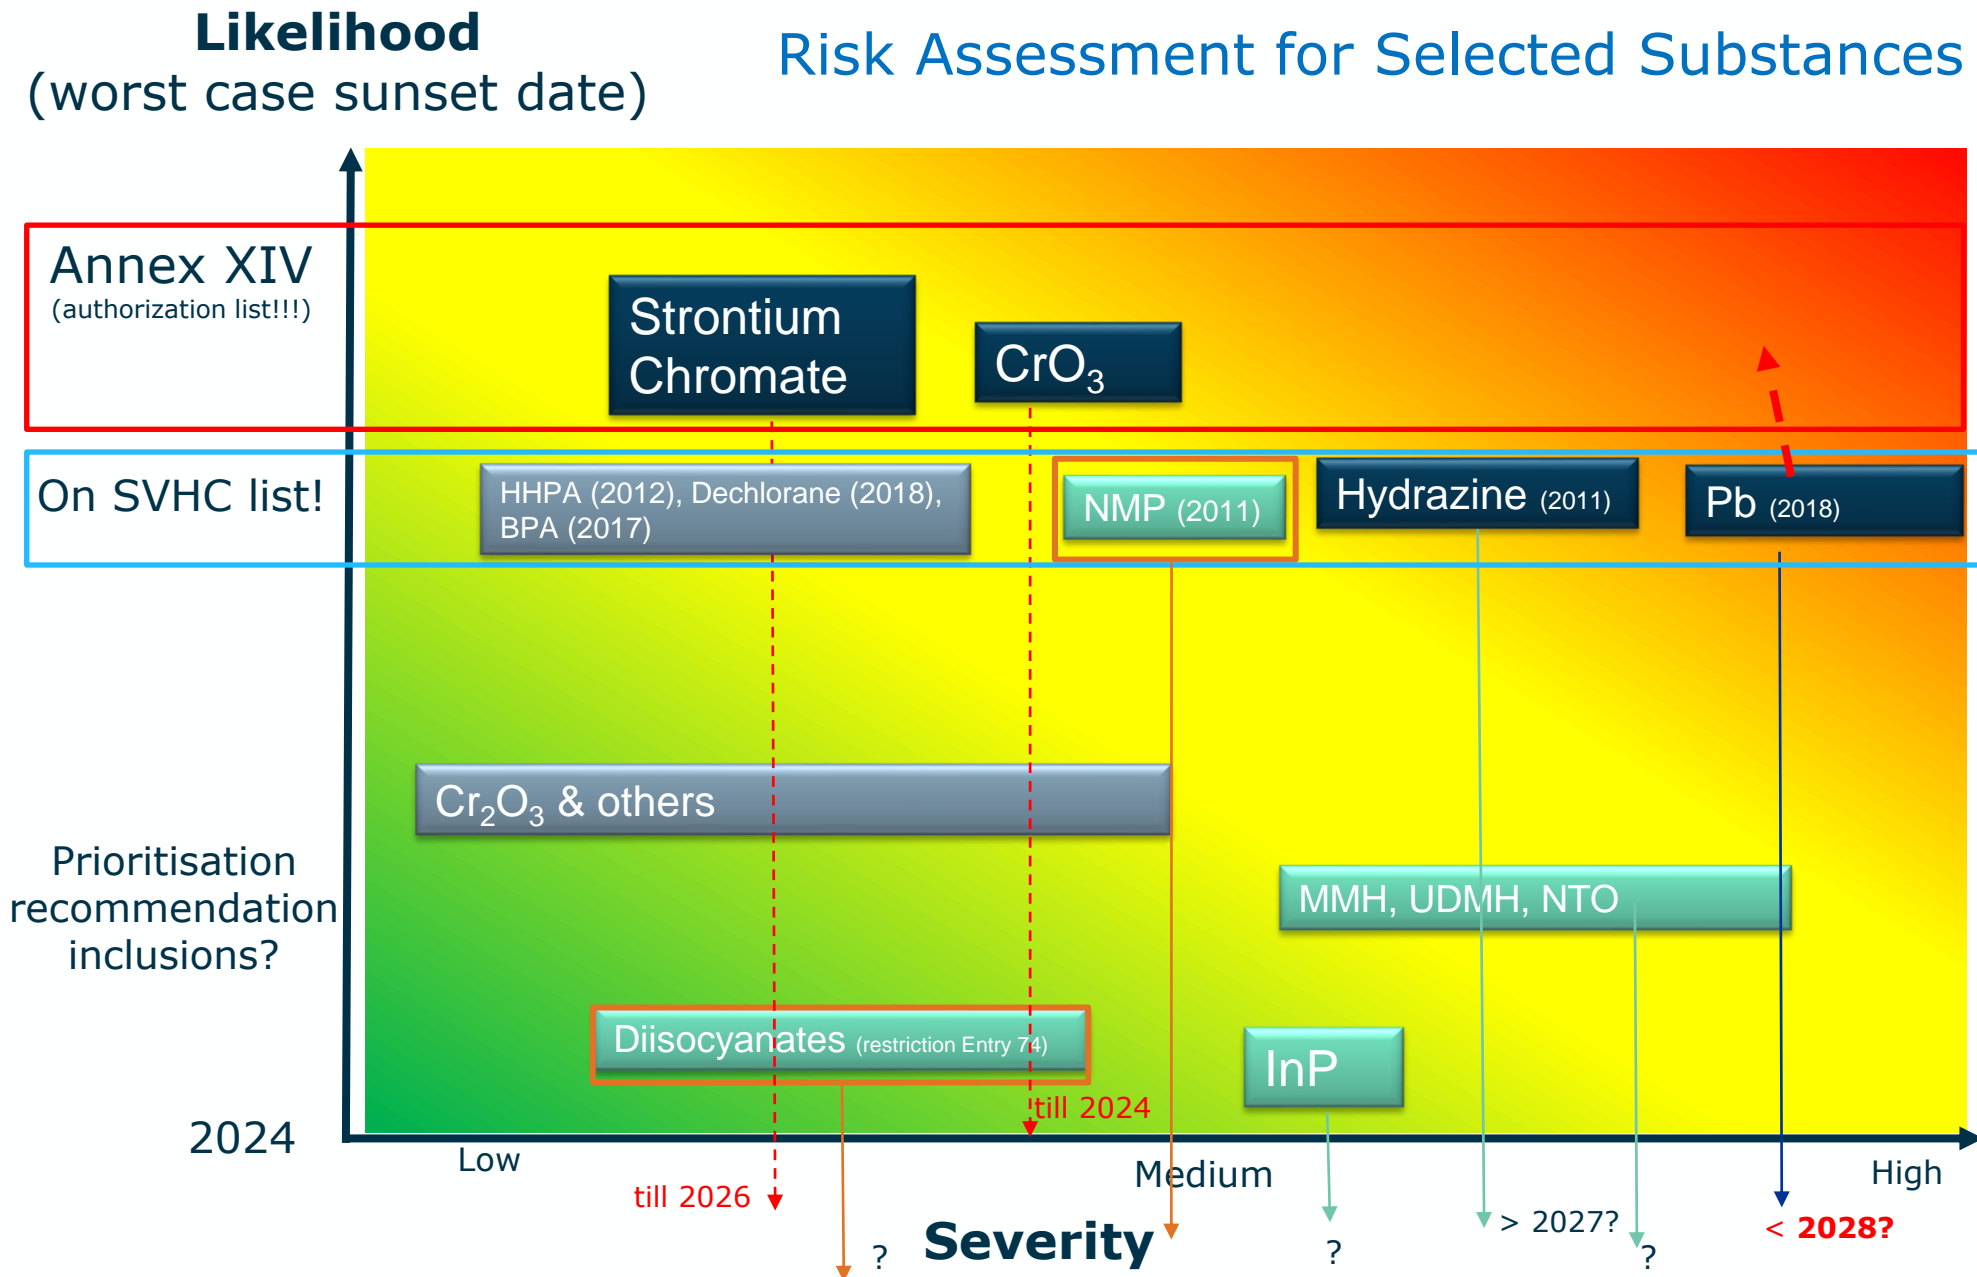 Likelihood
(worst case sunset date)
Risk Assessment for Selected Substances
Annex XIV
(authorization list!!!)
Strontium
Chromate
CrO₃
On SVHC list!
HHPA (2012), Dechlorane (2018),
BPA (2017)
NMP (2011)
Hydrazine (2011)
Pb (2018)
Cr₂O₃ & others
Prioritisation
recommendation
inclusions?
MMH, UDMH, NTO
Diisocyanates (restriction Entry 74)
InP
till 2024
2024
Low
Medium
High
till 2026
> 2027?
< 2028?
Severity
?
?
?